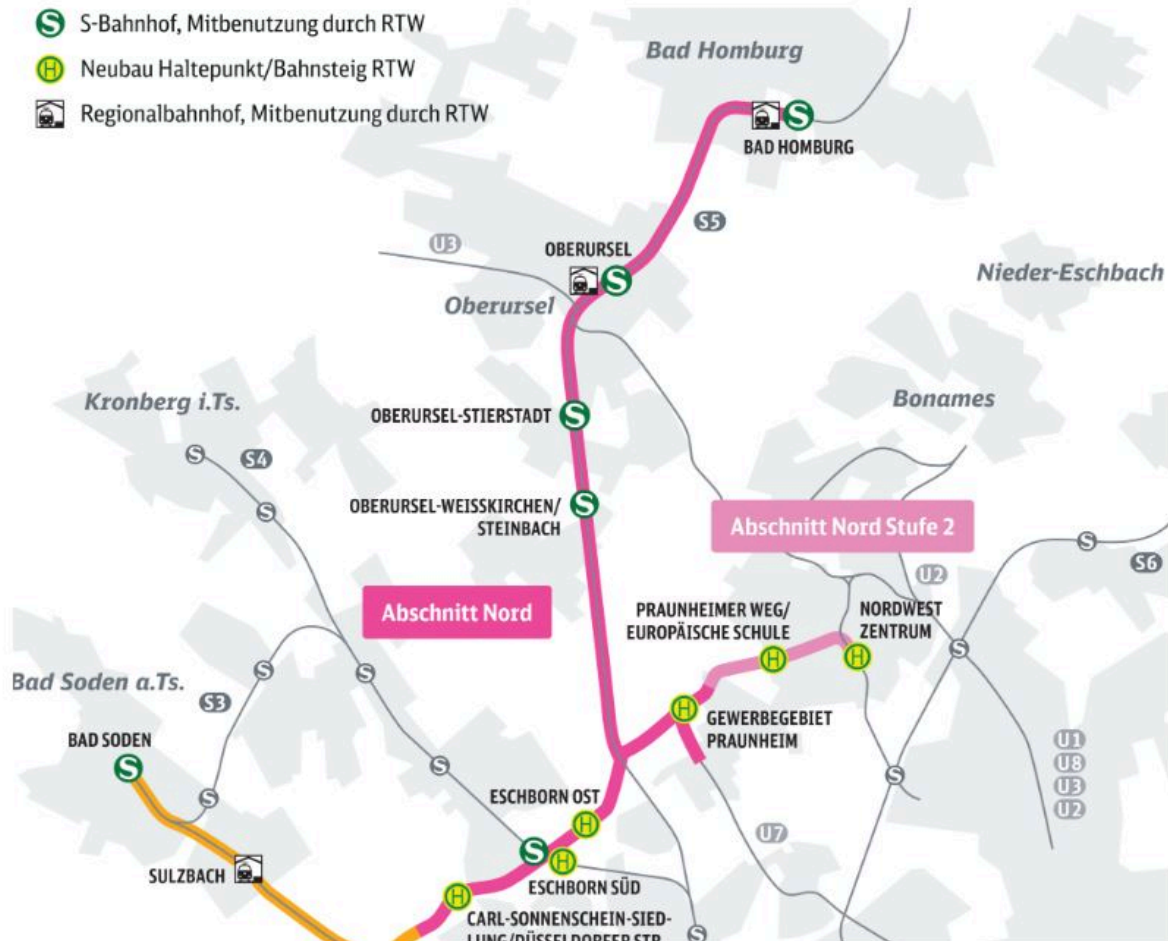 S-Bahnhof, Mitbenutzung durch RTW
Neubau Haltepunkt/Bahnsteig RTW
Regionalbahnhof, Mitbenutzung durch RTW
Bad Homburg
BAD HOMBURG
S5
U3
OBERURSEL
Oberursel
Nieder-Eschbach
Kronberg i.Ts.
S4
OBERURSEL-STIERSTADT
Bonames
OBERURSEL-WEISSKIRCHEN/
STEINBACH
Abschnitt Nord Stufe 2
S6
U2
Abschnitt Nord
PRAUNHEIMER WEG/
EUROPÄISCHE SCHULE
NORDWEST
ZENTRUM
Bad Soden a.Ts.
S3
BAD SODEN
GEWERBEGEBIET
PRAUNHEIM
U1
U8
U3
U2
ESCHBORN OST
U7
SULZBACH
ESCHBORN SÜD
CARL-SONNENSCHEIN-SIED-
LUNG/DÜSSELDORFER STR.